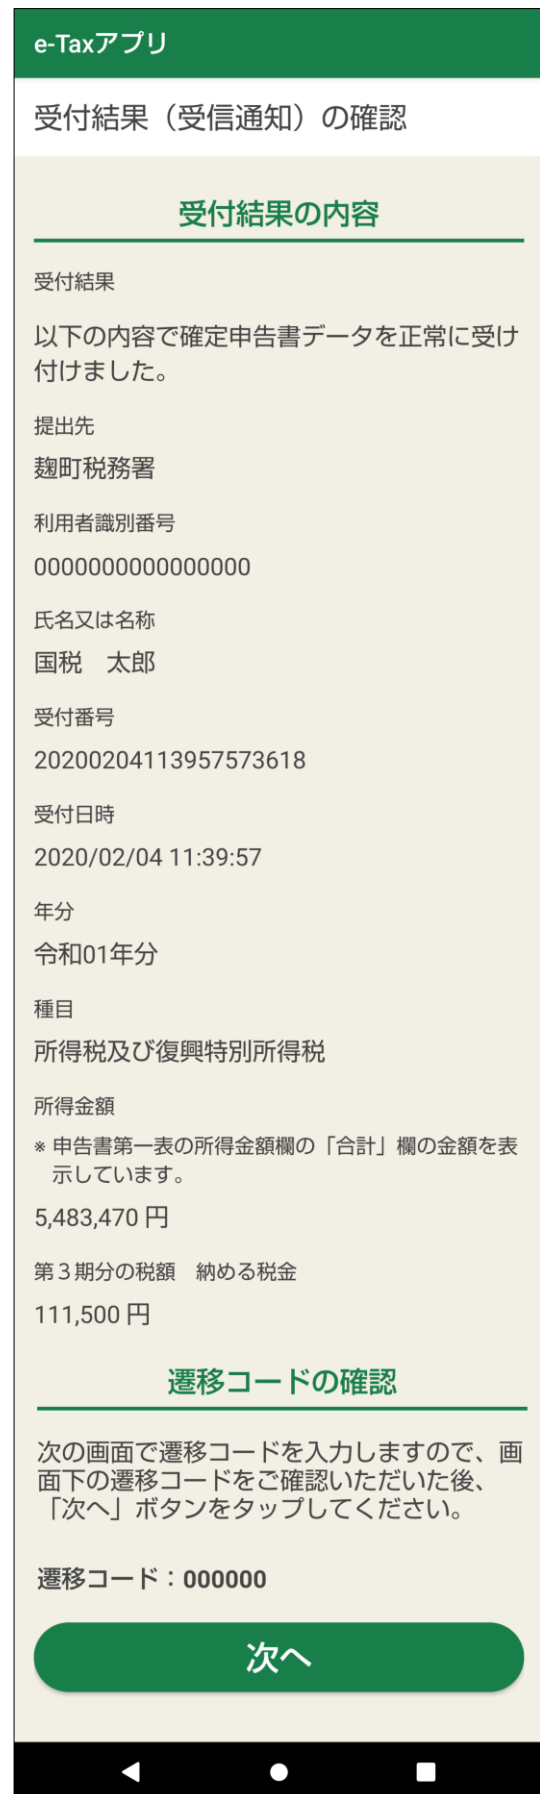 e-Taxアプリ
受付結果（受信通知）の確認
受付結果の内容
受付結果
以下の内容で確定申告書データを正常に受け
付けました。
提出先
麹町税務署
利用者識別番号
0000000000000000
氏名又は名称
国税　太郎
受付番号
20200204113957573618
受付日時
2020/02/04 11:39:57
年分
令和01年分
種目
所得税及び復興特別所得税
所得金額
※ 申告書第一表の所得金額欄の「合計」欄の金額を表
示しています。
5,483,470 円
第３期分の税額　納める税金
111,500 円
遷移コードの確認
次の画面で遷移コードを入力しますので、画
面下の遷移コードをご確認いただいた後、
「次へ」ボタンをタップしてください。
遷移コード：000000
次へ